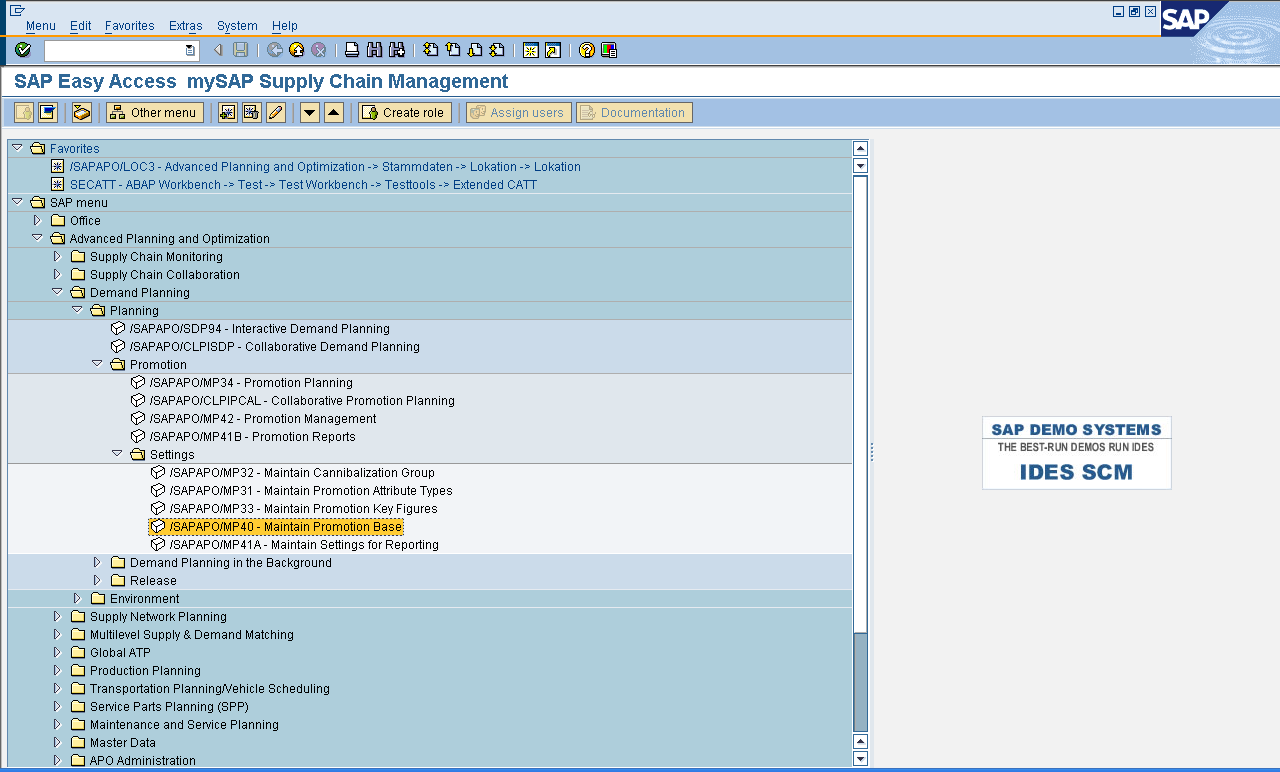 Menu Edit Favorites Extras System Help
SAP
SAP Easy Access mySAP Supply Chain Management
Other menu Create role Assign users Documentation
Favorites
/SAPAPO/LOC3 - Advanced Planning and Optimization -> Stammdaten -> Lokation -> Lokation
SECATT - ABAP Workbench -> Test -> Test Workbench -> Testtools -> Extended CATT
SAP menu
Office
Advanced Planning and Optimization
Supply Chain Monitoring
Supply Chain Collaboration
Demand Planning
Planning
/SAPAPO/SDP94 - Interactive Demand Planning
/SAPAPO/CLPISDP - Collaborative Demand Planning
Promotion
/SAPAPO/MP34 - Promotion Planning
/SAPAPO/CLPIPCAL - Collaborative Promotion Planning
/SAPAPO/MP42 - Promotion Management
/SAPAPO/MP41B - Promotion Reports
Settings
/SAPAPO/MP32 - Maintain Cannobalization Group
/SAPAPO/MP31 - Maintain Promotion Attribute Types
/SAPAPO/MP33 - Maintain Promotion Key Figures
/SAPAPO/MP40 - Maintain Promotion Base
/SAPAPO/MP41A - Maintain Settings for Reporting
Demand Planning in the Background
Release
Environment
Supply Network Planning
Multilevel Supply & Demand Matching
Global ATP
Production Planning
Transportation Planning/Vehicle Scheduling
Service Parts Planning (SPP)
Maintenance and Service Planning
Master Data
APO Administration
SAP DEMO SYSTEMS
THE BEST-RUN DEMOS RUN IDES
IDES SCM